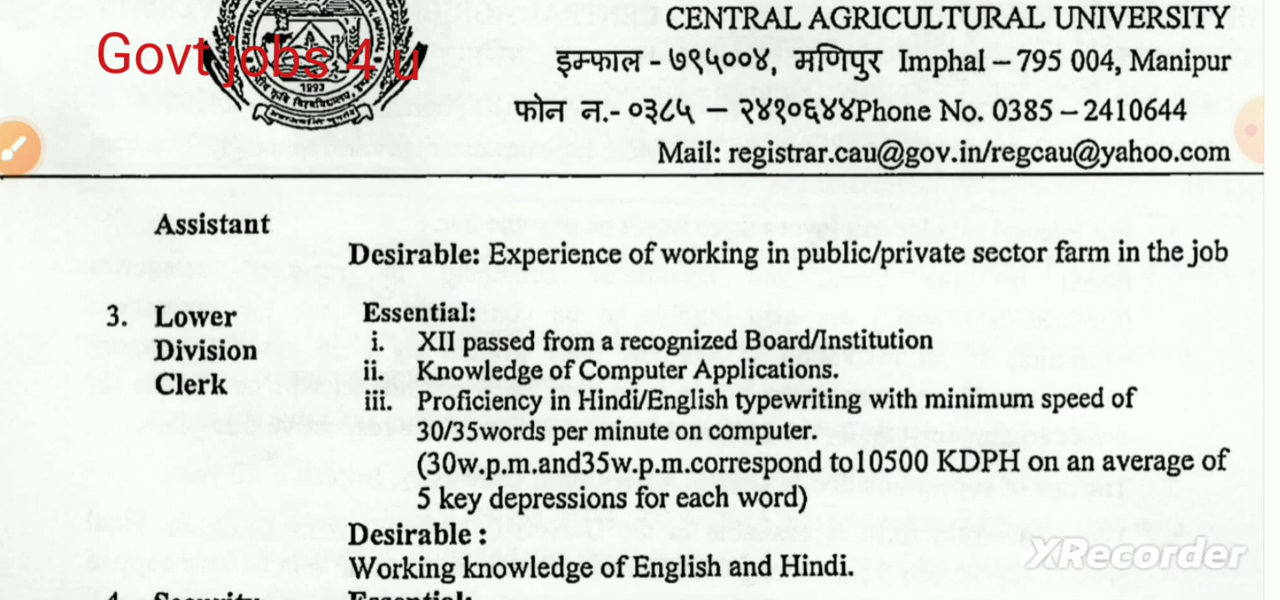 CENTRAL AGRICULTURAL UNIVERSITY
Govt jobs 4 u
1993
इम्फाल - ७९५००४, मणिपुर Imphal – 795 004, Manipur
फोन न.- ०३८५ – २४१०६४४Phone No. 0385 – 2410644
Mail: registrar.cau@gov.in/regcau@yahoo.com
Assistant
Desirable: Experience of working in public/private sector farm in the job
3. Lower Division Clerk
Essential:
i. XII passed from a recognized Board/Institution
ii. Knowledge of Computer Applications.
iii. Proficiency in Hindi/English typewriting with minimum speed of
30/35words per minute on computer.
(30w.p.m.and35w.p.m.correspond to10500 KDPH on an average of
5 key depressions for each word)
Desirable :
Working knowledge of English and Hindi.
XRecorder
4. Security Essential: